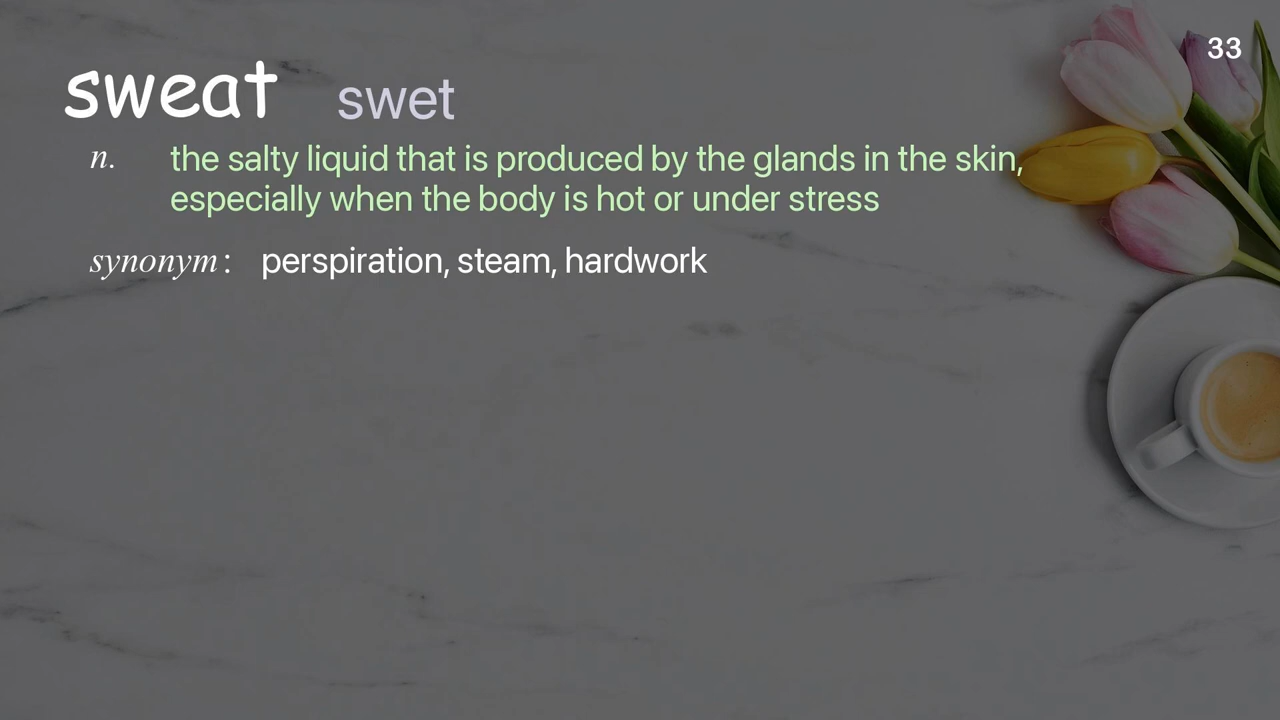 33
sweat swet
n. the salty liquid that is produced by the glands in the skin,
especially when the body is hot or under stress
synonym: perspiration, steam, hardwork